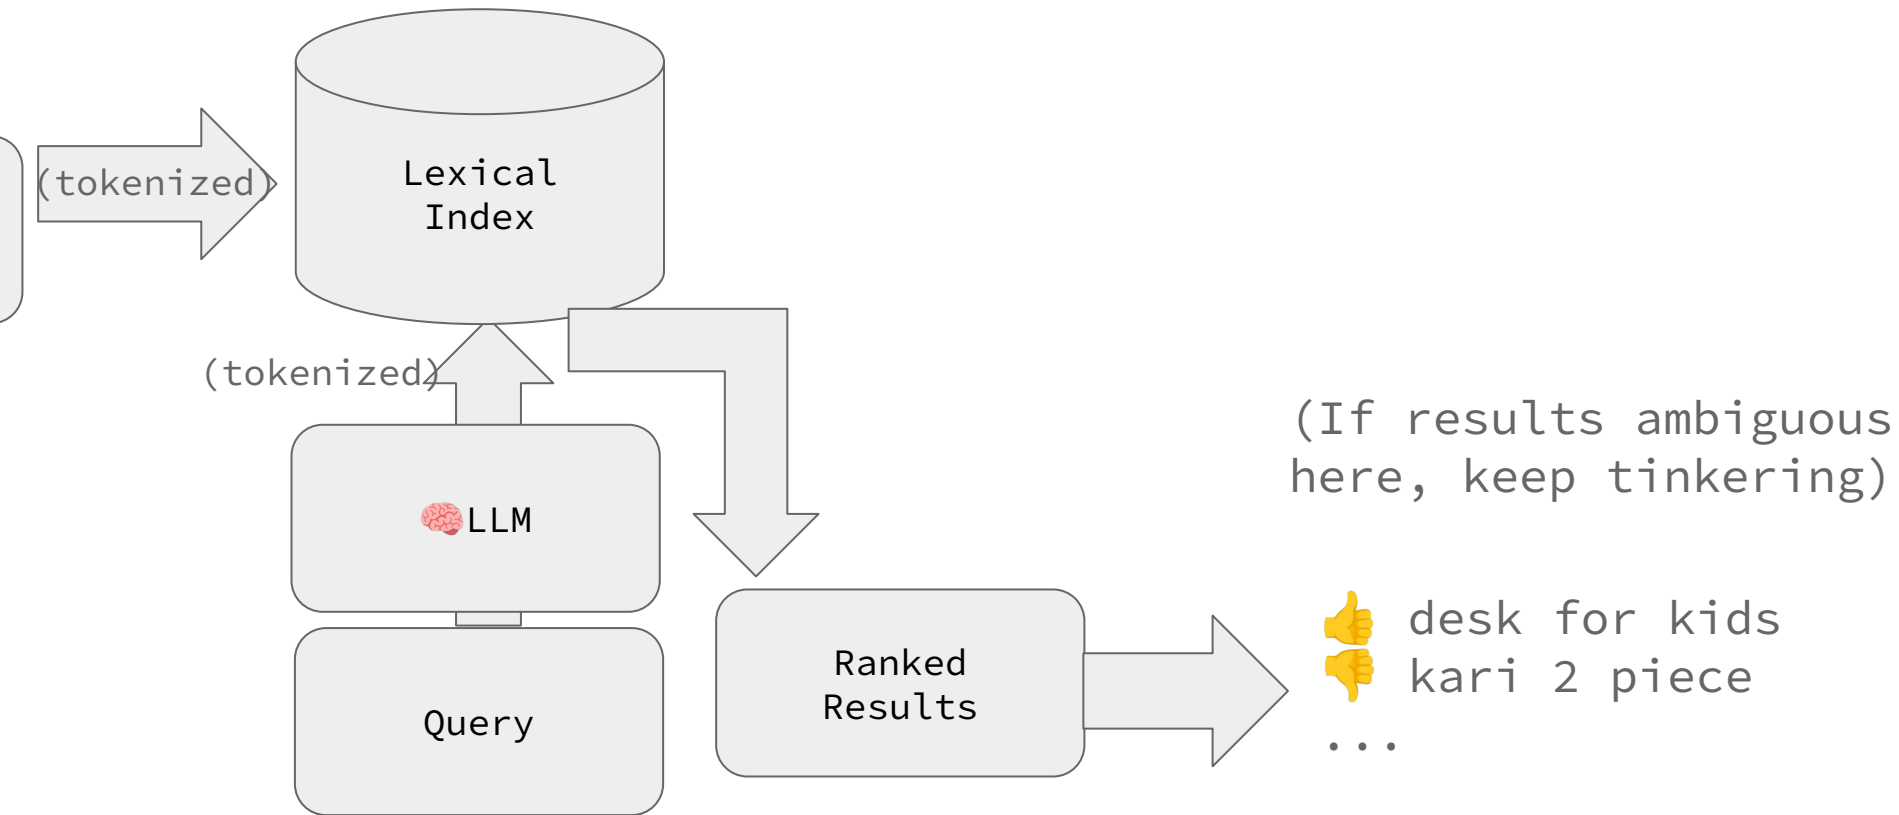 (tokenized)
Lexical
Index
(tokenized)
🧠LLM
Query
Ranked
Results
(If results ambiguous
here, keep tinkering)
👍 desk for kids
👎 kari 2 piece
...